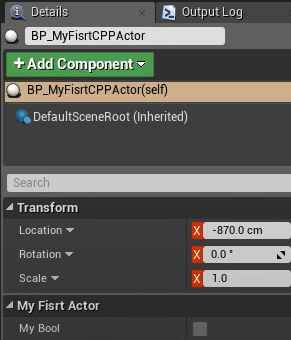 Details
Output Log
BP_MyFisrtCPPActor
+Add Component
BP_MyFisrtCPPActor(self)
DefaultSceneRoot (Inherited)
Search
Transform
Location X -870.0 cm
Rotation X 0.0 °
Scale X 1.0
My Fisrt Actor
My Bool